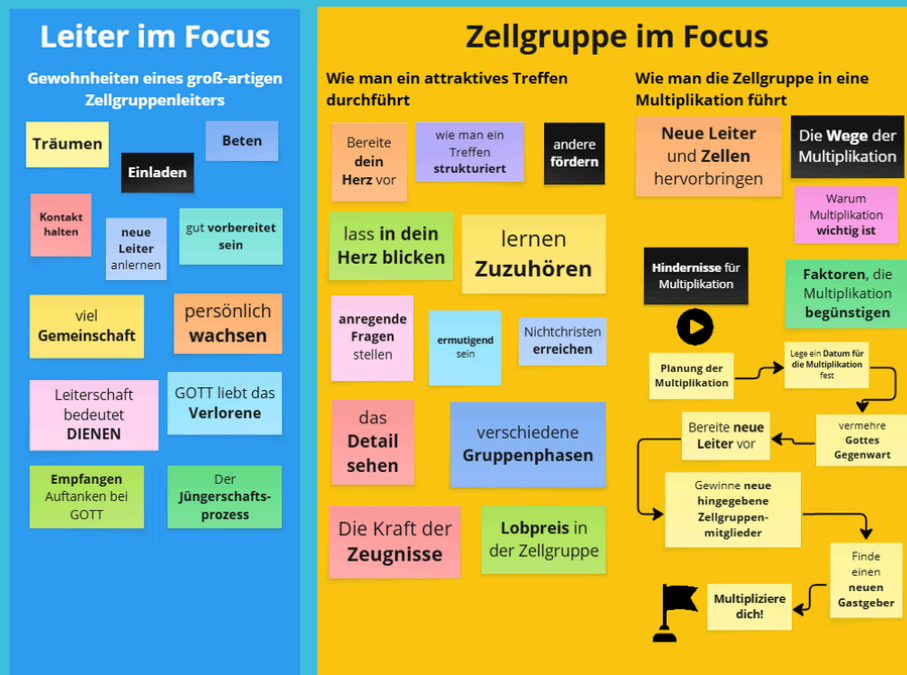 Leiter im Focus
Gewohnheiten eines groß-artigen
Zellgruppenleiters
Träumen
Beten
Einladen
Kontakt
halten
neue
Leiter
anlernen
gut vorbereitet
sein
viel
Gemeinschaft
persönlich
wachsen
Leiterschaft
bedeutet
DIENEN
GOTT liebt das
Verlorene
Empfangen
Auftanken bei
GOTT
Der
Jüngerschafts-
prozess
Zellgruppe im Focus
Wie man ein attraktives Treffen
durchführt
Bereite
dein
Herz vor
wie man ein
Treffen
strukturiert
andere
fördern
lass in dein
Herz blicken
lernen
Zuzuhören
anregende
Fragen
stellen
ermutigend
sein
Nichtchristen
erreichen
das
Detail
sehen
verschiedene
Gruppenphasen
Die Kraft der
Zeugnisse
Lobpreis in
der Zellgruppe
Wie man die Zellgruppe in eine
Multiplikation führt
Neue Leiter
und Zellen
hervorbringen
Die Wege der
Multiplikation
Warum
Multiplikation
wichtig ist
Hindernisse für
Multiplikation
Faktoren, die
Multiplikation
begünstigen
Planung der
Multiplikation
Lege ein Datum für
die Multiplikation
fest
vermehre
Gottes
Gegenwart
Bereite neue
Leiter vor
Gewinne neue
hingegebene
Zellgruppen-
mitglieder
Finde
einen
neuen
Gastgeber
Multipliziere
dich!